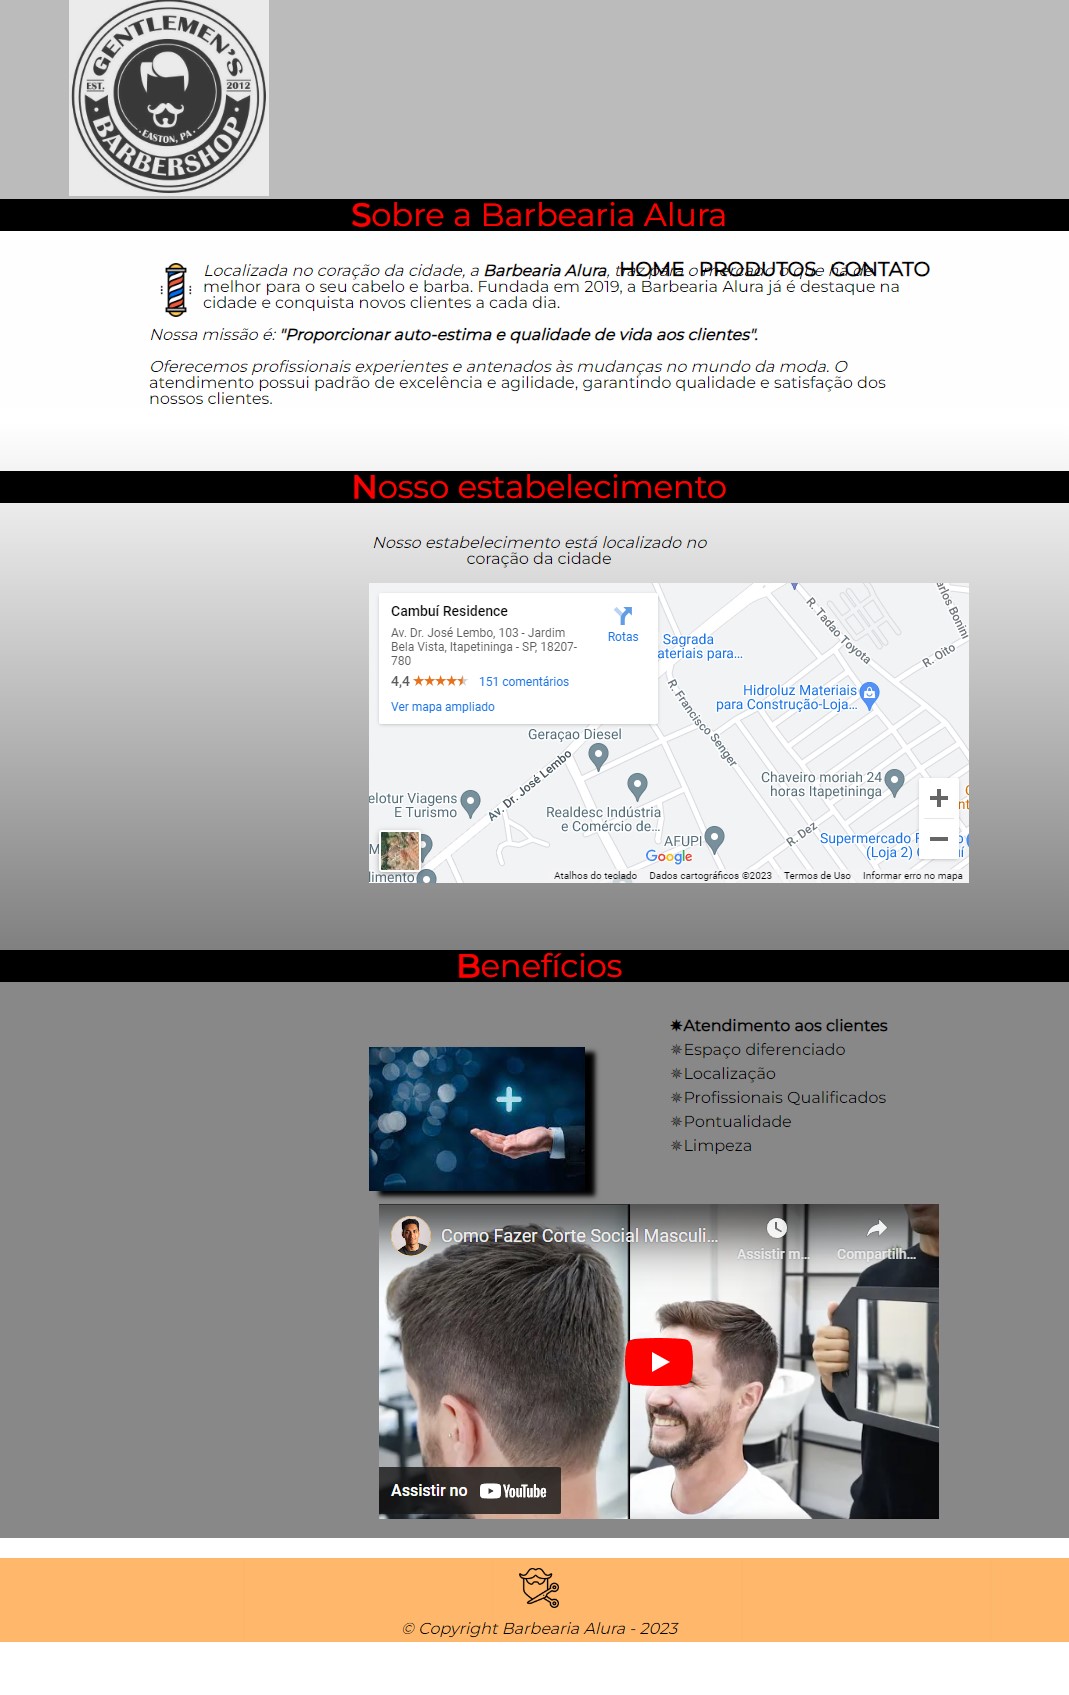 GENTLEMEN'S
EST. 2012
EASTON, PA
BARBERSHOP
Sobre a Barbearia Alura
HOME PRODUTOS CONTATO
Localizada no coração da cidade, a Barbearia Alura, traz para o mercado o que há de
melhor para o seu cabelo e barba. Fundada em 2019, a Barbearia Alura já é destaque na
cidade e conquista novos clientes a cada dia.
Nossa missão é: "Proporcionar auto-estima e qualidade de vida aos clientes".
Oferecemos profissionais experientes e antenados às mudanças no mundo da moda. O
atendimento possui padrão de excelência e agilidade, garantindo qualidade e satisfação dos
nossos clientes.
Nosso estabelecimento
Nosso estabelecimento está localizado no
coração da cidade
Cambuí Residence
Av. Dr. José Lembo, 103 - Jardim
Bela Vista, Itapetininga - SP, 18207-
780
Rotas
4,4 151 comentários
Ver mapa ampliado
Sagrada
ateriais para...
R. Tadao Toyota
arlos Bonini
R. Oito
Hidroluz Materiais
para Construção-Loja...
R. Francisco Senger
Geraçao Diesel
Av. Dr. José Lembo
Chaveiro moriah 24
horas Itapetininga
elotur Viagens
E Turismo
Realdesc Indústria
e Comércio de...
AFUPI
R. Dez
Supermercado
(Loja 2)
limento
Google
Atalhos do teclado Dados cartográficos ©2023 Termos de Uso Informar erro no mapa
Benefícios
✷Atendimento aos clientes
✵Espaço diferenciado
✵Localização
✵Profissionais Qualificados
✵Pontualidade
✵Limpeza
Como Fazer Corte Social Masculi...
Assistir m...
Compartilh...
Assistir no YouTube
© Copyright Barbearia Alura - 2023